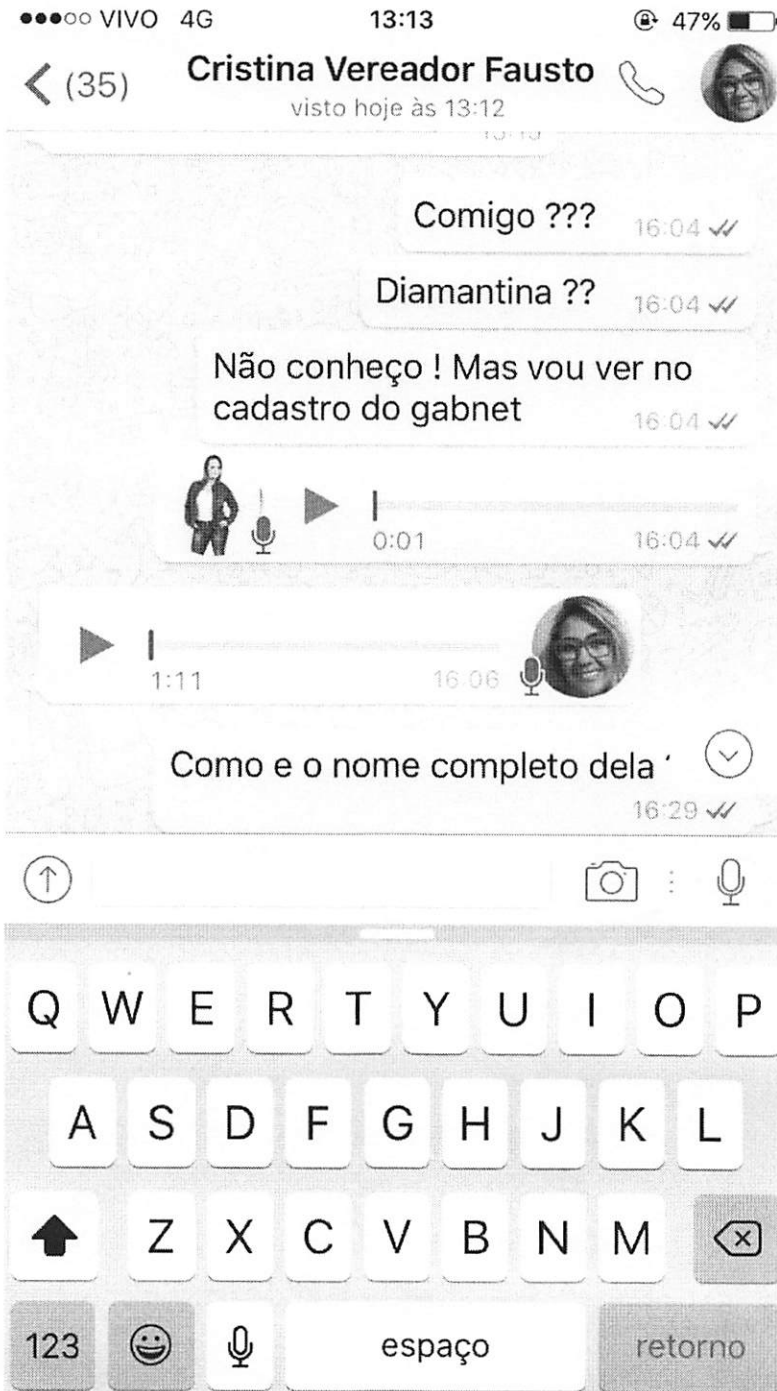 VIVO 4G 13:13 47%
(35) Cristina Vereador Fausto
visto hoje às 13:12
Comigo ??? 16:04
Diamantina ?? 16:04
Não conheço ! Mas vou ver no
cadastro do gabnet 16:04
0:01 16:04
1:11 16:06
Como e o nome completo dela
16:29
Q W E R T Y U I O P
A S D F G H J K L
Z X C V B N M
123 espaço retorno